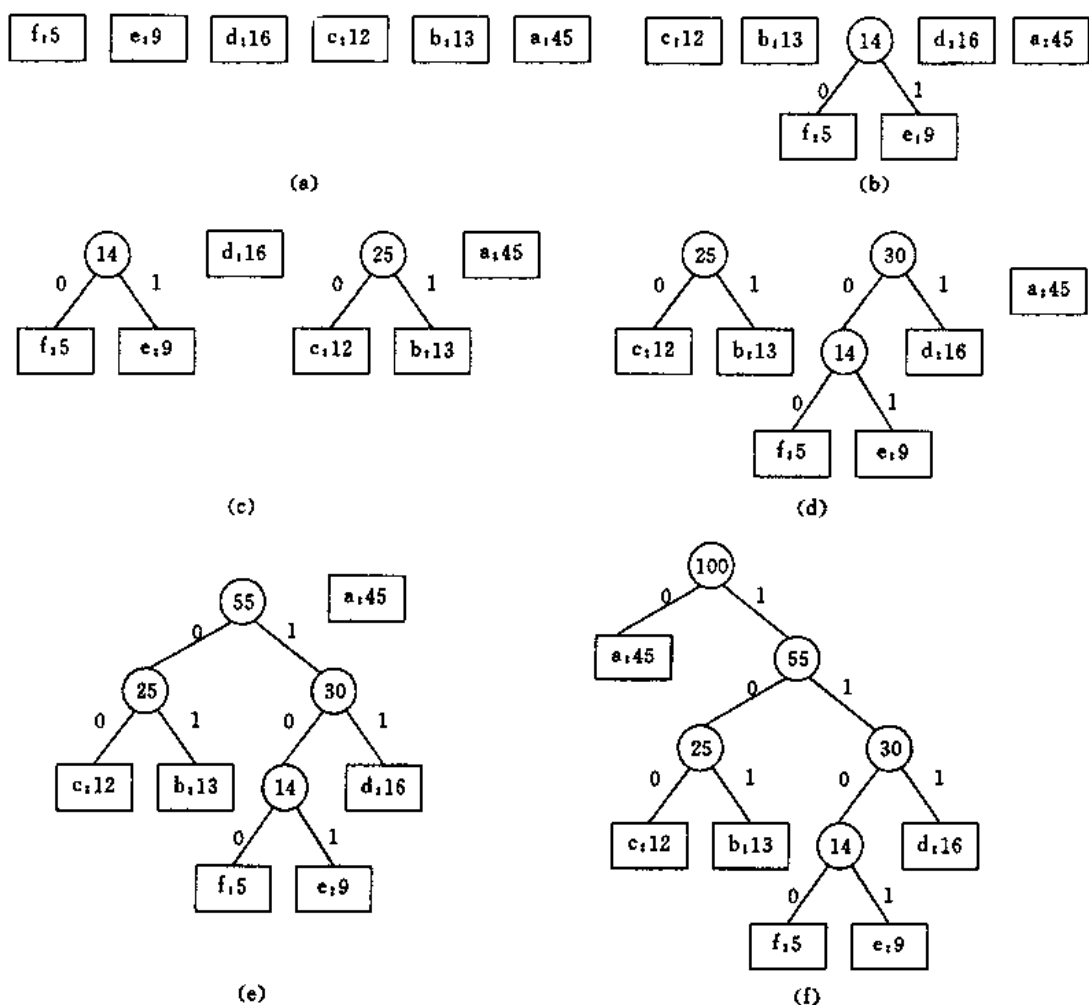 f:5 e:9 d:16 c:12 b:13 a:45
(a)
c:12 b:13 14 d:16 a:45
0 1
f:5 e:9
(b)
14 d:16 25 a:45
0 1 0 1
f:5 e:9 c:12 b:13
(c)
25 30 a:45
0 1 0 1
c:12 b:13 14 d:16
0 1
f:5 e:9
(d)
55 a:45
0 1
25 30
0 1 0 1
c:12 b:13 14 d:16
0 1
f:5 e:9
(e)
100
0 1
a:45 55
0 1
25 30
0 1 0 1
c:12 b:13 14 d:16
0 1
f:5 e:9
(f)